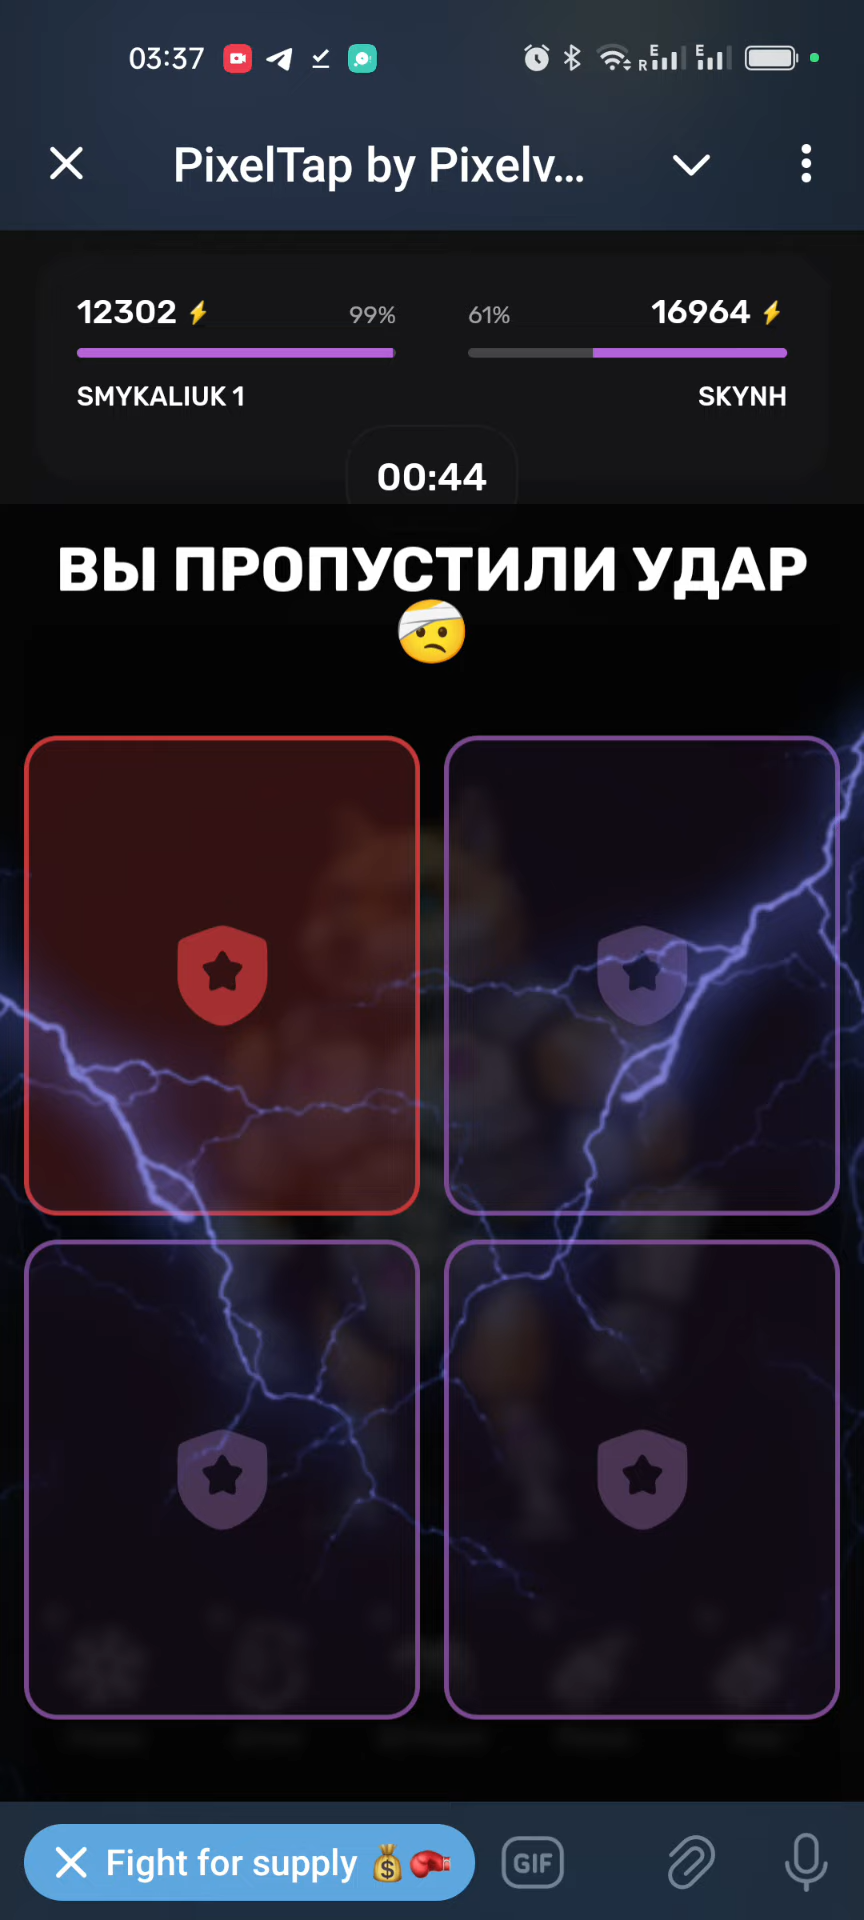 03:37
PixelTap by Pixelv...
12302 ⚡ 99% 61% 16964 ⚡
SMYKALIUK 1 SKYNH
00:44
ВЫ ПРОПУСТИЛИ УДАР
🤕
Fight for supply 💰🥊 GIF